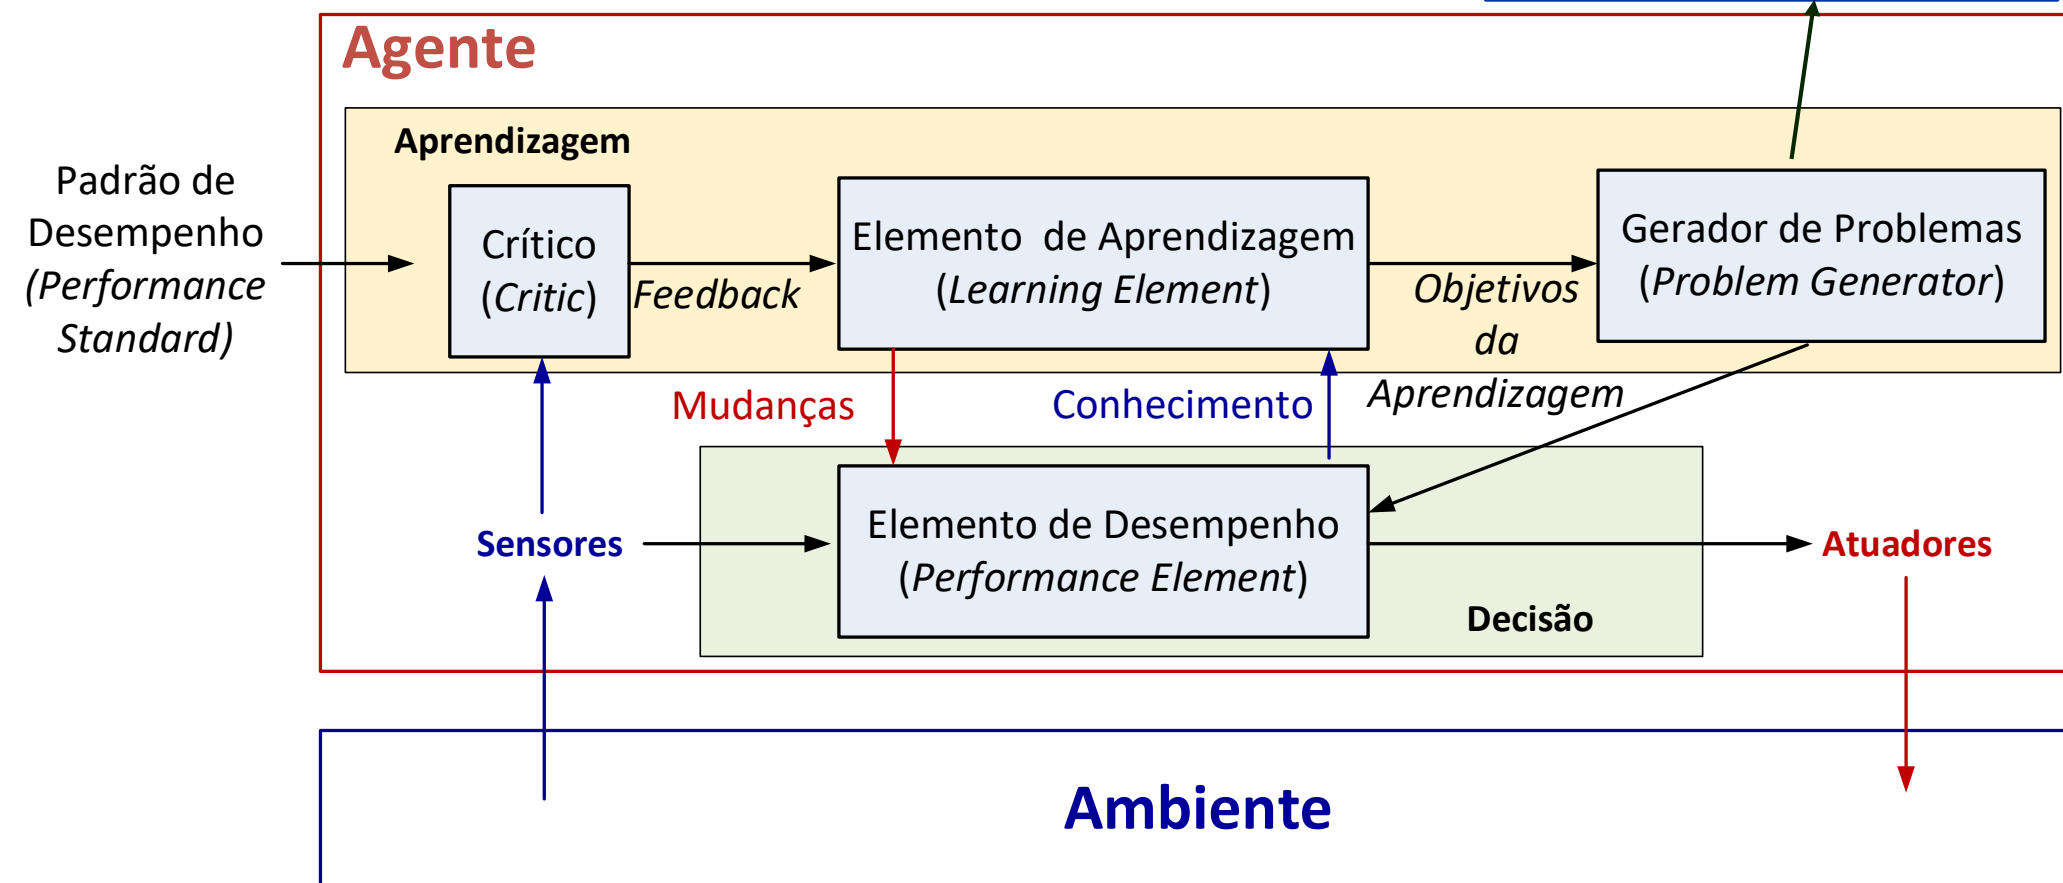 Agente
Aprendizagem
Padrão de
Desempenho
(Performance
Standard)
Crítico
(Critic)
Feedback
Elemento de Aprendizagem
(Learning Element)
Objetivos
da
Aprendizagem
Gerador de Problemas
(Problem Generator)
Mudanças
Conhecimento
Sensores
Elemento de Desempenho
(Performance Element)
Atuadores
Decisão
Ambiente